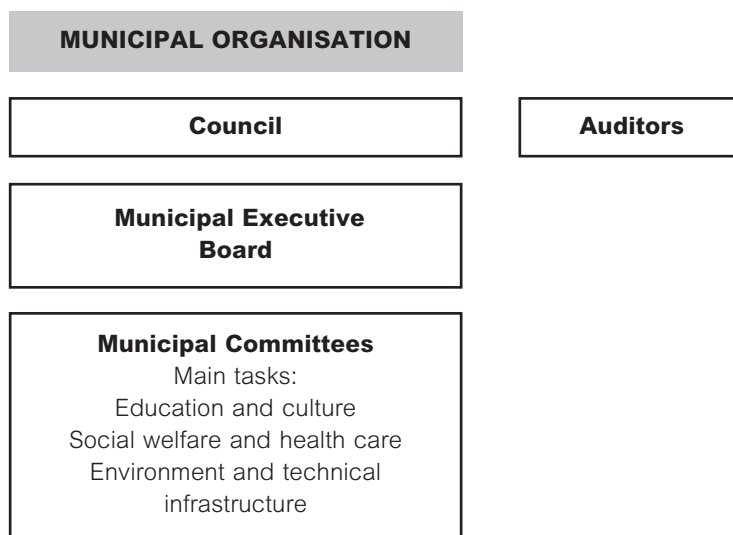 MUNICIPAL ORGANISATION
Council
Auditors
Municipal Executive
Board
Municipal Committees
Main tasks:
Education and culture
Social welfare and health care
Environment and technical
infrastructure